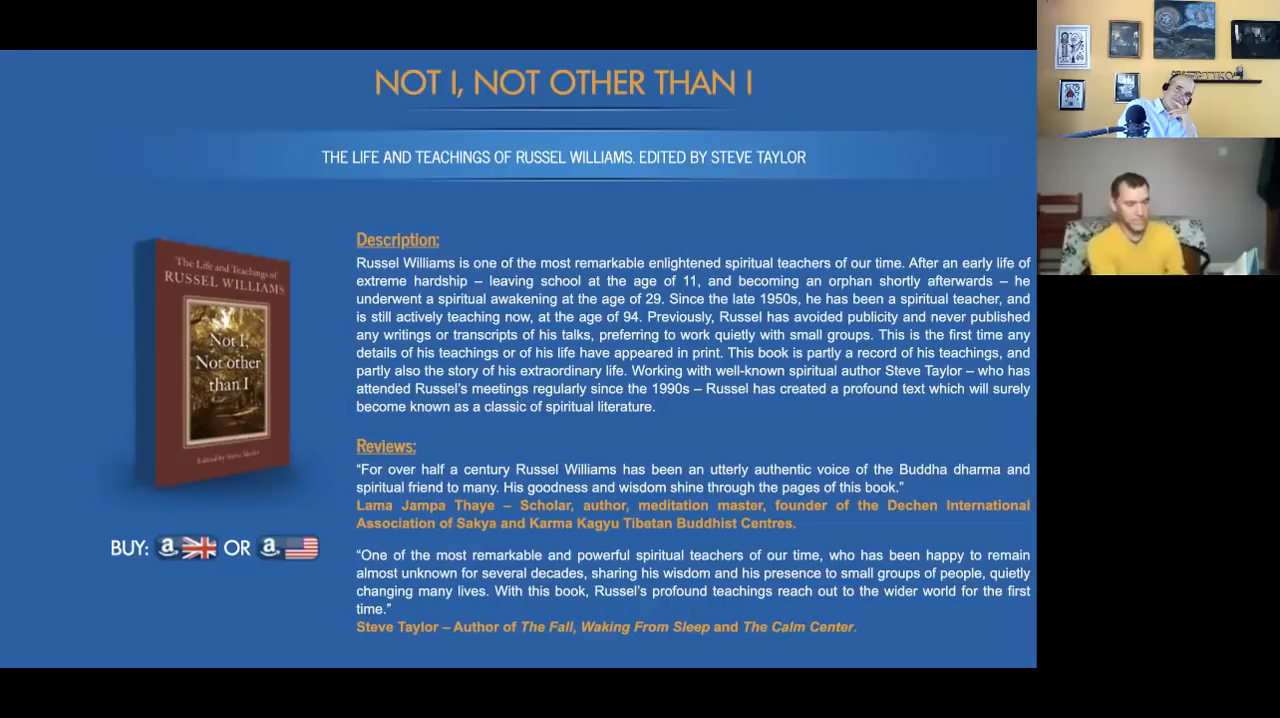 NOT I, NOT OTHER THAN I
THE LIFE AND TEACHINGS OF RUSSEL WILLIAMS. EDITED BY STEVE TAYLOR
The Life and Teachings of
RUSSEL WILLIAMS
Not I,
Not other
than I
Edited by Steve Taylor
BUY: a OR a
Description:
Russel Williams is one of the most remarkable enlightened spiritual teachers of our time. After an early life of
extreme hardship – leaving school at the age of 11, and becoming an orphan shortly afterwards – he
underwent a spiritual awakening at the age of 29. Since the late 1950s, he has been a spiritual teacher, and
is still actively teaching now, at the age of 94. Previously, Russel has avoided publicity and never published
any writings or transcripts of his talks, preferring to work quietly with small groups. This is the first time any
details of his teachings or of his life have appeared in print. This book is partly a record of his teachings, and
partly also the story of his extraordinary life. Working with well-known spiritual author Steve Taylor – who has
attended Russel’s meetings regularly since the 1990s – Russel has created a profound text which will surely
become known as a classic of spiritual literature.
Reviews:
“For over half a century Russel Williams has been an utterly authentic voice of the Buddha dharma and
spiritual friend to many. His goodness and wisdom shine through the pages of this book.”
Lama Jampa Thaye – Scholar, author, meditation master, founder of the Dechen International
Association of Sakya and Karma Kagyu Tibetan Buddhist Centres.
“One of the most remarkable and powerful spiritual teachers of our time, who has been happy to remain
almost unknown for several decades, sharing his wisdom and his presence to small groups of people, quietly
changing many lives. With this book, Russel’s profound teachings reach out to the wider world for the first
time.”
Steve Taylor – Author of The Fall, Waking From Sleep and The Calm Center.